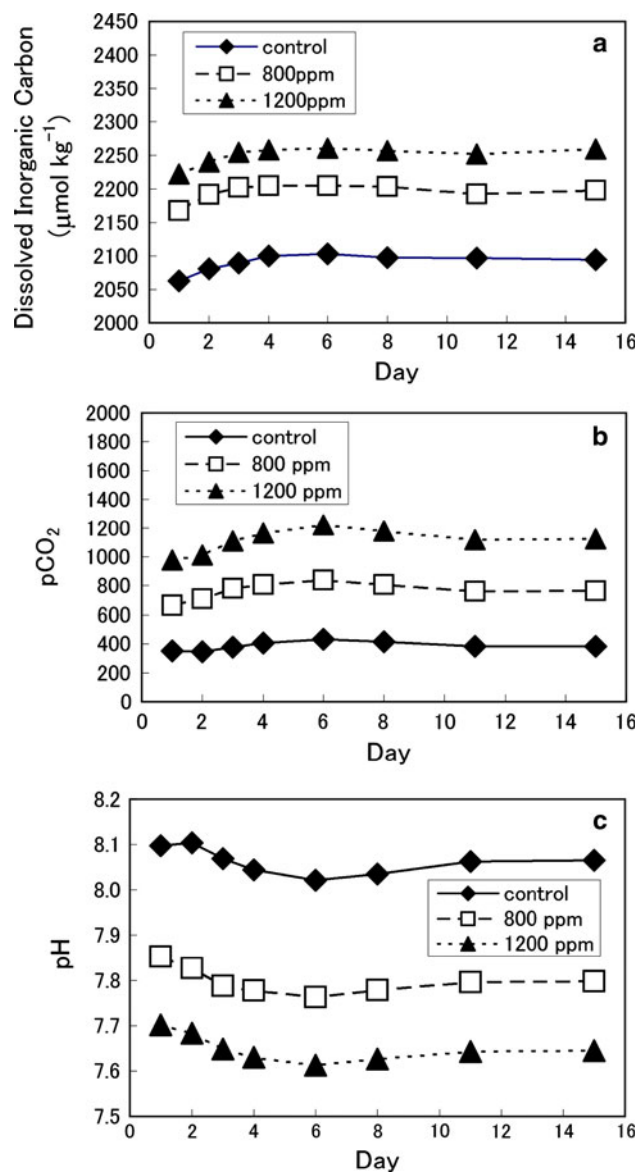 2450
2400
2350
2300
2250
2200
2150
2100
2050
2000
Dissolved Inorganic Carbon
(μmol kg⁻¹)
control
800ppm
1200ppm
a
0 2 4 6 8 10 12 14 16
Day
2000
1800
1600
1400
1200
1000
800
600
400
200
0
pCO₂
control
800 ppm
1200 ppm
b
0 2 4 6 8 10 12 14 16
Day
8.2
8.1
8.0
7.9
7.8
7.7
7.6
7.5
pH
c
control
800 ppm
1200 ppm
0 2 4 6 8 10 12 14 16
Day